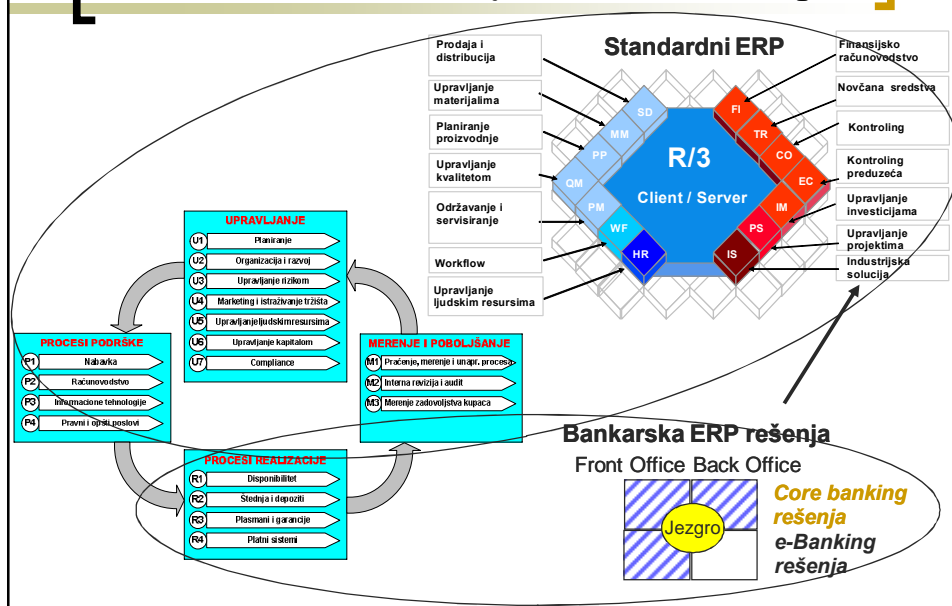 Standardni ERP
Prodaja i
distribucija
Upravljanje
materijalima
Planiranje
proizvodnje
Upravljanje
kvalitetom
Održavanje i
servisiranje
Workflow
Upravljanje
ljudskim resursima
SD
MM
PP
QM
PM
WF
HR
R/3
Client / Server
FI
TR
CO
EC
IM
PS
IS
Finansijsko
računovodstvo
Novčana sredstva
Kontroling
Kontroling
preduzeća
Upravljanje
investicijama
Upravljanje
projektima
Industrijska
solucija
UPRAVLJANJE
U1 Planiranje
U2 Organizacija i razvoj
U3 Upravljanje rizikom
U4 Marketing i istraživanje tržišta
U5 Upravljanje ljudskim resursima
U6 Upravljanje kapitalom
U7 Compliance
PROCESI PODRŠKE
P1 Nabavka
P2 Računovodstvo
P3 Informacione tehnologije
P4 Pravni i opšti poslovi
MERENJE I POBOLJŠANJE
M1 Praćenje, merenje i unapr. procesa
M2 Interna revizija i audit
M3 Merenje zadovoljstva kupaca
PROCESI REALIZACIJE
R1 Disponibilitet
R2 Štednja i depoziti
R3 Plasmani i garancije
R4 Platni sistemi
Bankarska ERP rešenja
Front Office Back Office
Jezgro
Core banking
rešenja
e-Banking
rešenja